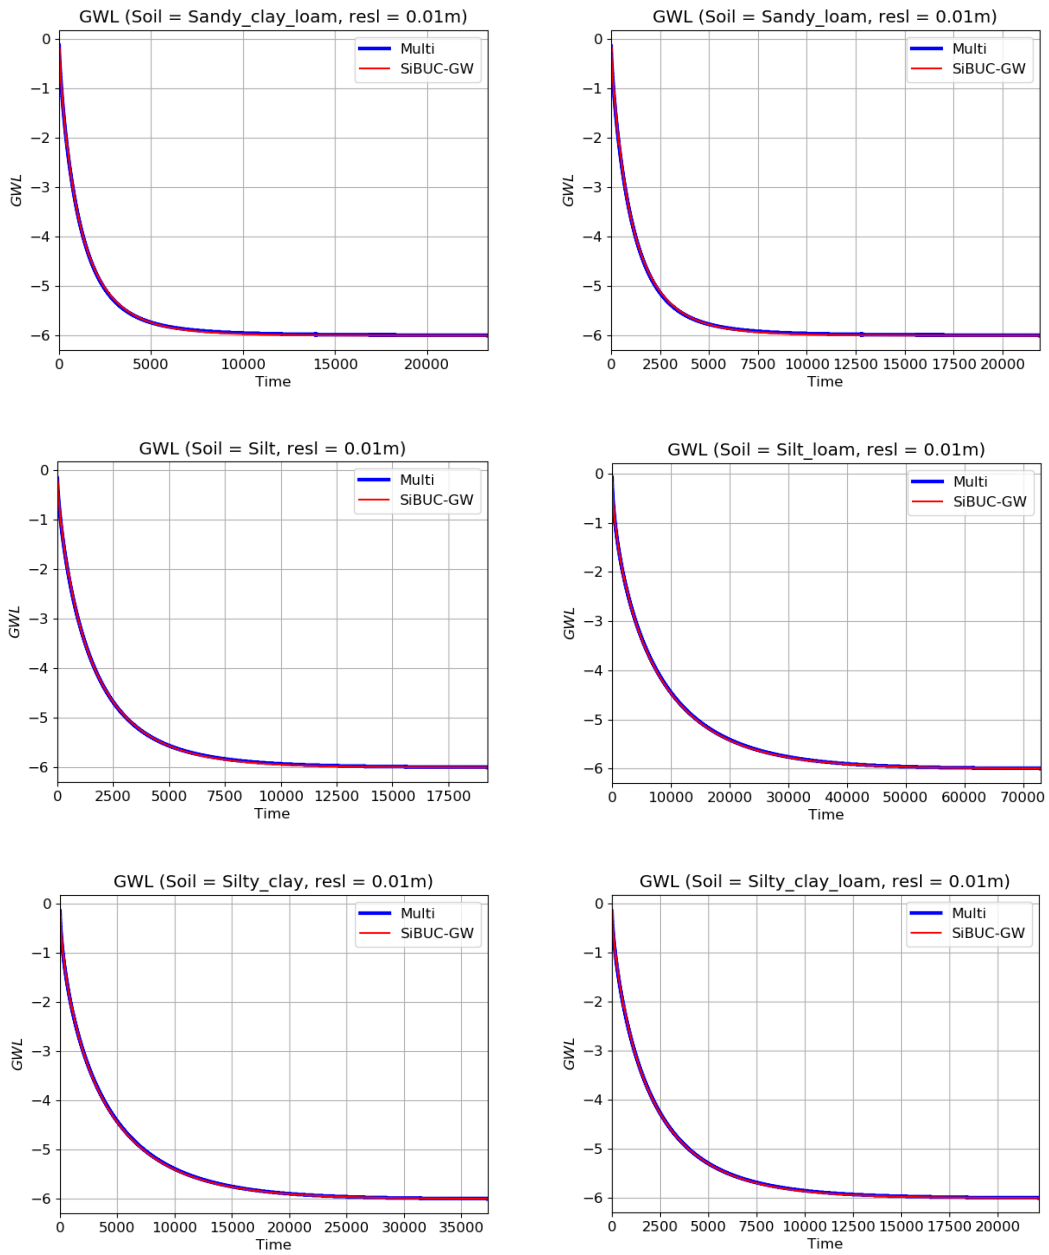 GWL (Soil = Sandy_clay_loam, resl = 0.01m)
0
−1
−2
−3
−4
−5
−6
GWL
Multi
SiBUC-GW
0 5000 10000 15000 20000
Time
GWL (Soil = Sandy_loam, resl = 0.01m)
0
−1
−2
−3
−4
−5
−6
GWL
Multi
SiBUC-GW
0 2500 5000 7500 10000 12500 15000 17500 20000
Time
GWL (Soil = Silt, resl = 0.01m)
0
−1
−2
−3
−4
−5
−6
GWL
Multi
SiBUC-GW
0 2500 5000 7500 10000 12500 15000 17500
Time
GWL (Soil = Silt_loam, resl = 0.01m)
0
−1
−2
−3
−4
−5
−6
GWL
Multi
SiBUC-GW
0 10000 20000 30000 40000 50000 60000 70000
Time
GWL (Soil = Silty_clay, resl = 0.01m)
0
−1
−2
−3
−4
−5
−6
GWL
Multi
SiBUC-GW
0 5000 10000 15000 20000 25000 30000 35000
Time
GWL (Soil = Silty_clay_loam, resl = 0.01m)
0
−1
−2
−3
−4
−5
−6
GWL
Multi
SiBUC-GW
0 2500 5000 7500 10000 12500 15000 17500 20000
Time